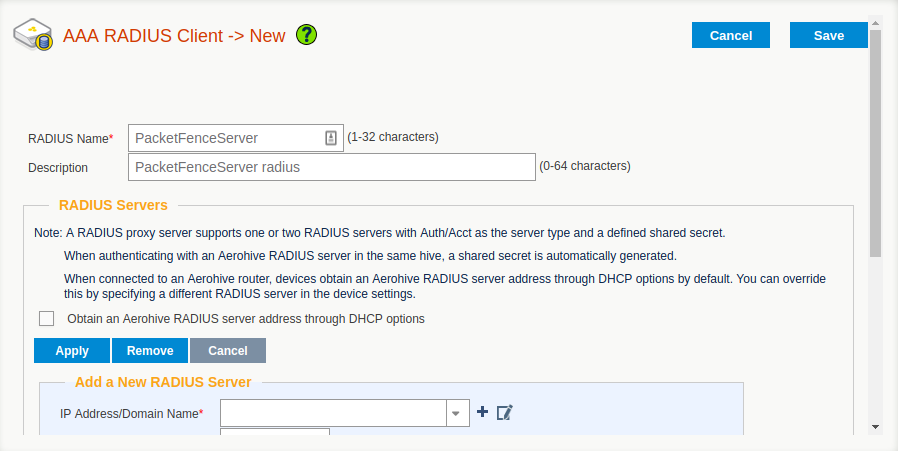 AAA RADIUS Client -> New ?
Cancel Save
RADIUS Name* PacketFenceServer (1-32 characters)
Description PacketFenceServer radius (0-64 characters)
RADIUS Servers
Note: A RADIUS proxy server supports one or two RADIUS servers with Auth/Acct as the server type and a defined shared secret.
When authenticating with an Aerohive RADIUS server in the same hive, a shared secret is automatically generated.
When connected to an Aerohive router, devices obtain an Aerohive RADIUS server address through DHCP options by default. You can override
this by specifying a different RADIUS server in the device settings.
Obtain an Aerohive RADIUS server address through DHCP options
Apply Remove Cancel
Add a New RADIUS Server
IP Address/Domain Name*